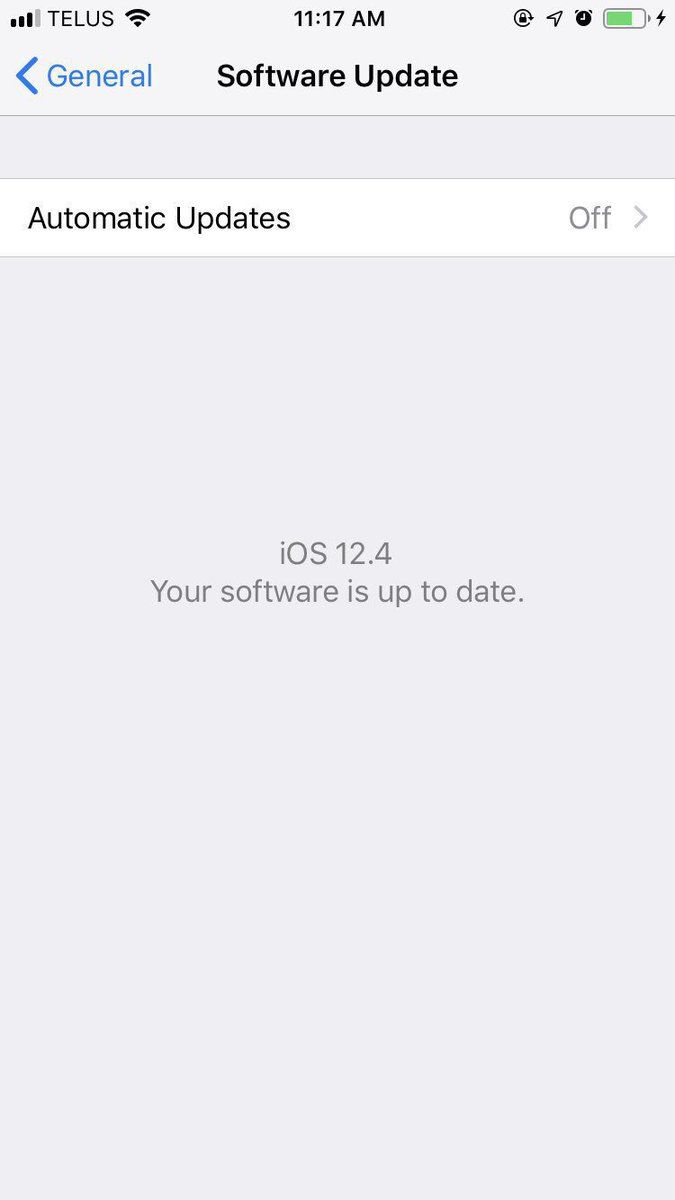 TELUS 11:17 AM
General Software Update
Automatic Updates Off
iOS 12.4
Your software is up to date.